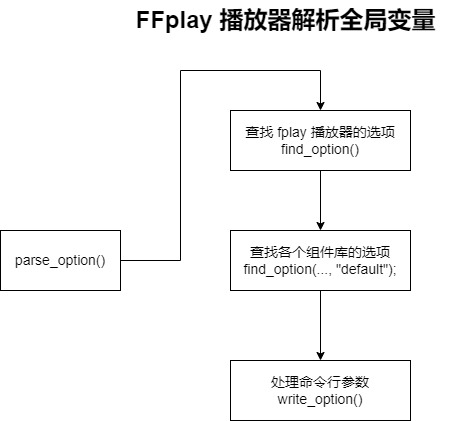 FFplay 播放器解析全局变量
查找 fplay 播放器的选项
find_option()
parse_option()
查找各个组件库的选项
find_option(..., "default");
处理命令行参数
write_option()